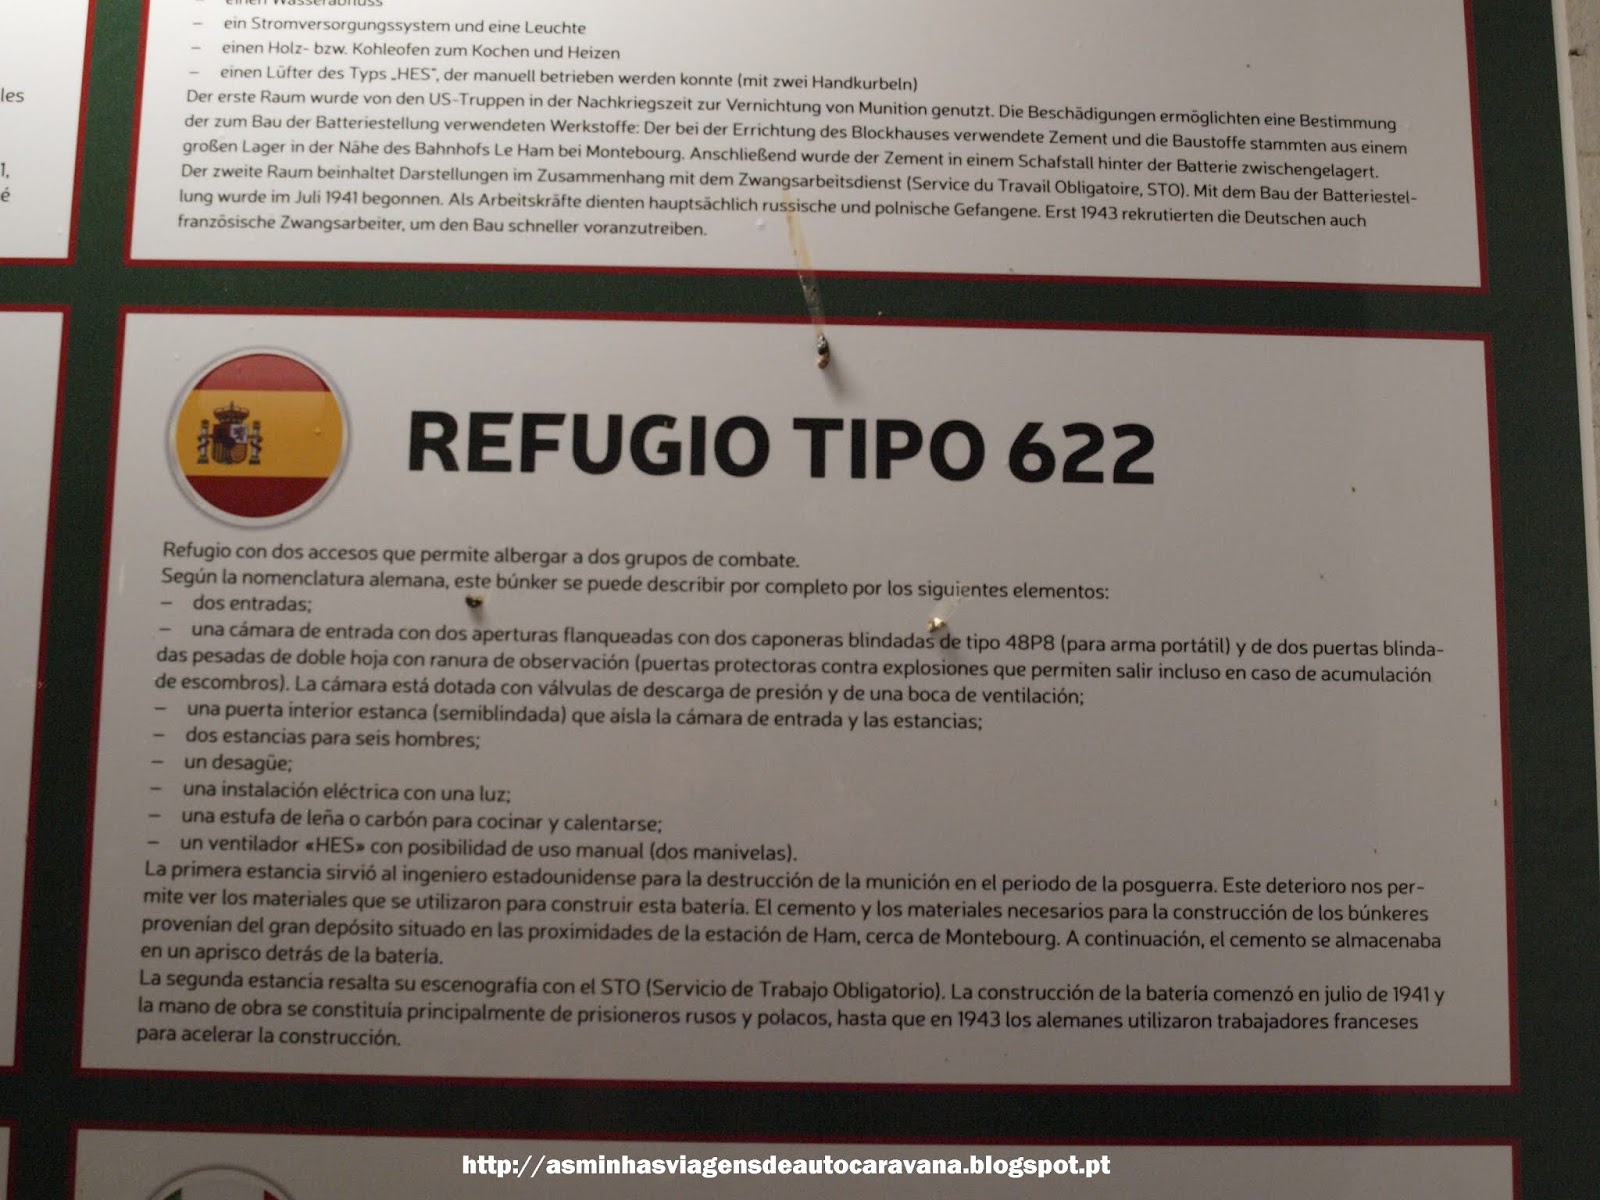 einen Wasserabfluss
– ein Stromversorgungssystem und eine Leuchte
– einen Holz- bzw. Kohleofen zum Kochen und Heizen
– einen Lüfter des Typs „HES“, der manuell betrieben werden konnte (mit zwei Handkurbeln)
Der erste Raum wurde von den US-Truppen in der Nachkriegszeit zur Vernichtung von Munition genutzt. Die Beschädigungen ermöglichten eine Bestimmung
der zum Bau der Batteriestellung verwendeten Werkstoffe: Der bei der Errichtung des Blockhauses verwendete Zement und die Baustoffe stammten aus einem
großen Lager in der Nähe des Bahnhofs Le Ham bei Montebourg. Anschließend wurde der Zement in einem Schafstall hinter der Batterie zwischengelagert.
Der zweite Raum beinhaltet Darstellungen im Zusammenhang mit dem Zwangsarbeitsdienst (Service du Travail Obligatoire, STO). Mit dem Bau der Batteriestel-
lung wurde im Juli 1941 begonnen. Als Arbeitskräfte dienten hauptsächlich russische und polnische Gefangene. Erst 1943 rekrutierten die Deutschen auch
französische Zwangsarbeiter, um den Bau schneller voranzutreiben.
REFUGIO TIPO 622
Refugio con dos accesos que permite albergar a dos grupos de combate.
Según la nomenclatura alemana, este búnker se puede describir por completo por los siguientes elementos:
– dos entradas;
– una cámara de entrada con dos aperturas flanqueadas con dos caponeras blindadas de tipo 48P8 (para arma portátil) y de dos puertas blinda-
das pesadas de doble hoja con ranura de observación (puertas protectoras contra explosiones que permiten salir incluso en caso de acumulación
de escombros). La cámara está dotada con válvulas de descarga de presión y de una boca de ventilación;
– una puerta interior estanca (semiblindada) que aísla la cámara de entrada y las estancias;
– dos estancias para seis hombres;
– un desagüe;
– una instalación eléctrica con una luz;
– una estufa de leña o carbón para cocinar y calentarse;
– un ventilador «HES» con posibilidad de uso manual (dos manivelas).
La primera estancia sirvió al ingeniero estadounidense para la destrucción de la munición en el periodo de la posguerra. Este deterioro nos per-
mite ver los materiales que se utilizaron para construir esta batería. El cemento y los materiales necesarios para la construcción de los búnkeres
provenían del gran depósito situado en las proximidades de la estación de Ham, cerca de Montebourg. A continuación, el cemento se almacenaba
en un aprisco detrás de la batería.
La segunda estancia resalta su escenografía con el STO (Servicio de Trabajo Obligatorio). La construcción de la batería comenzó en julio de 1941 y
la mano de obra se constituía principalmente de prisioneros rusos y polacos, hasta que en 1943 los alemanes utilizaron trabajadores franceses
para acelerar la construcción.
http://asminhasviagensdeautocaravana.blogspot.pt